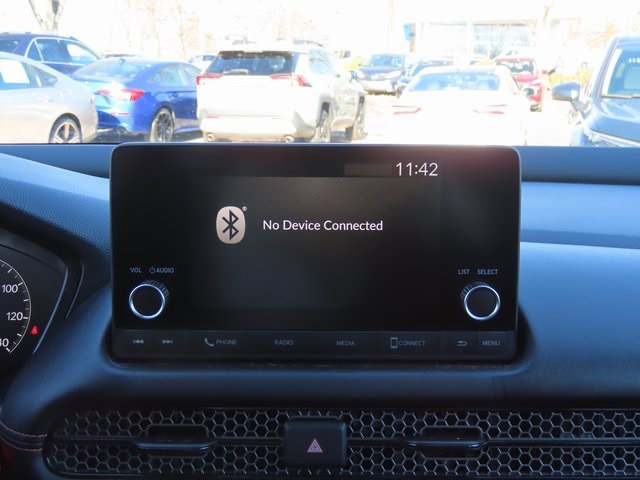 11:42
®
No Device Connected
VOL AUDIO LIST SELECT
PHONE RADIO MEDIA CONNECT MENU
100
120